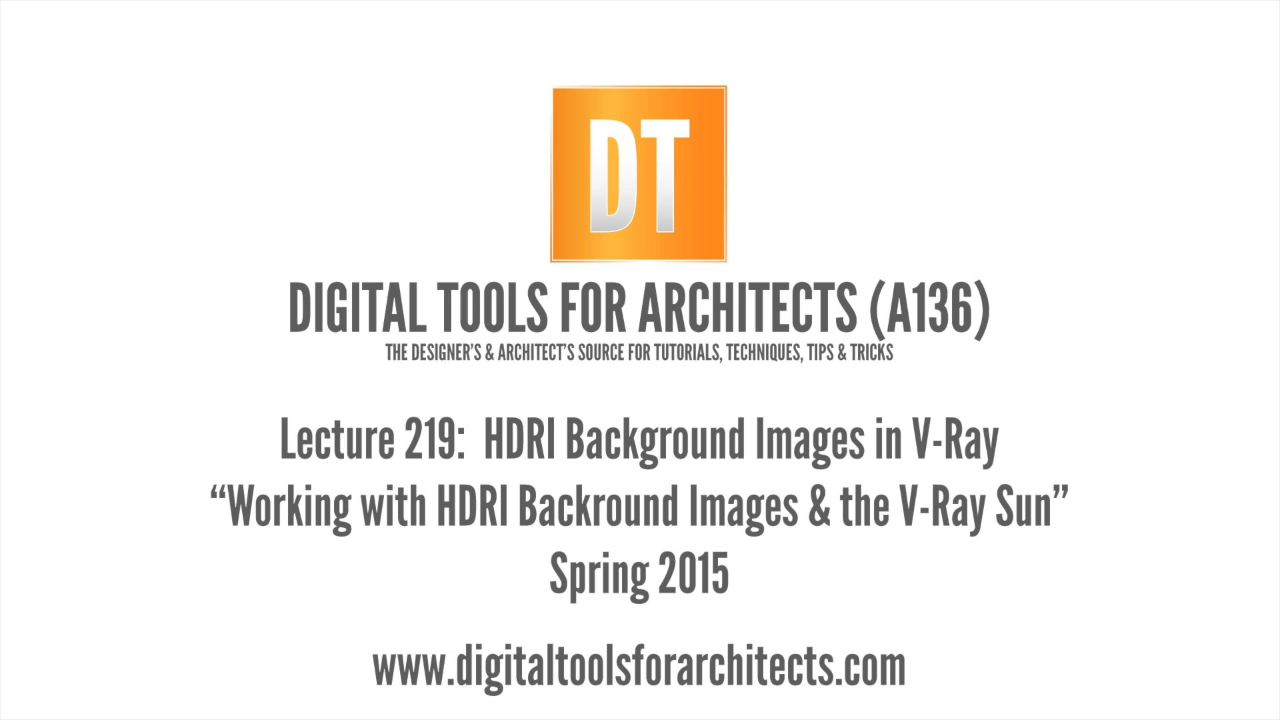 DT
DIGITAL TOOLS FOR ARCHITECTS (A136)
THE DESIGNER'S & ARCHITECT'S SOURCE FOR TUTORIALS, TECHNIQUES, TIPS & TRICKS
Lecture 219:  HDRI Background Images in V-Ray
“Working with HDRI Backround Images & the V-Ray Sun”
Spring 2015
www.digitaltoolsforarchitects.com